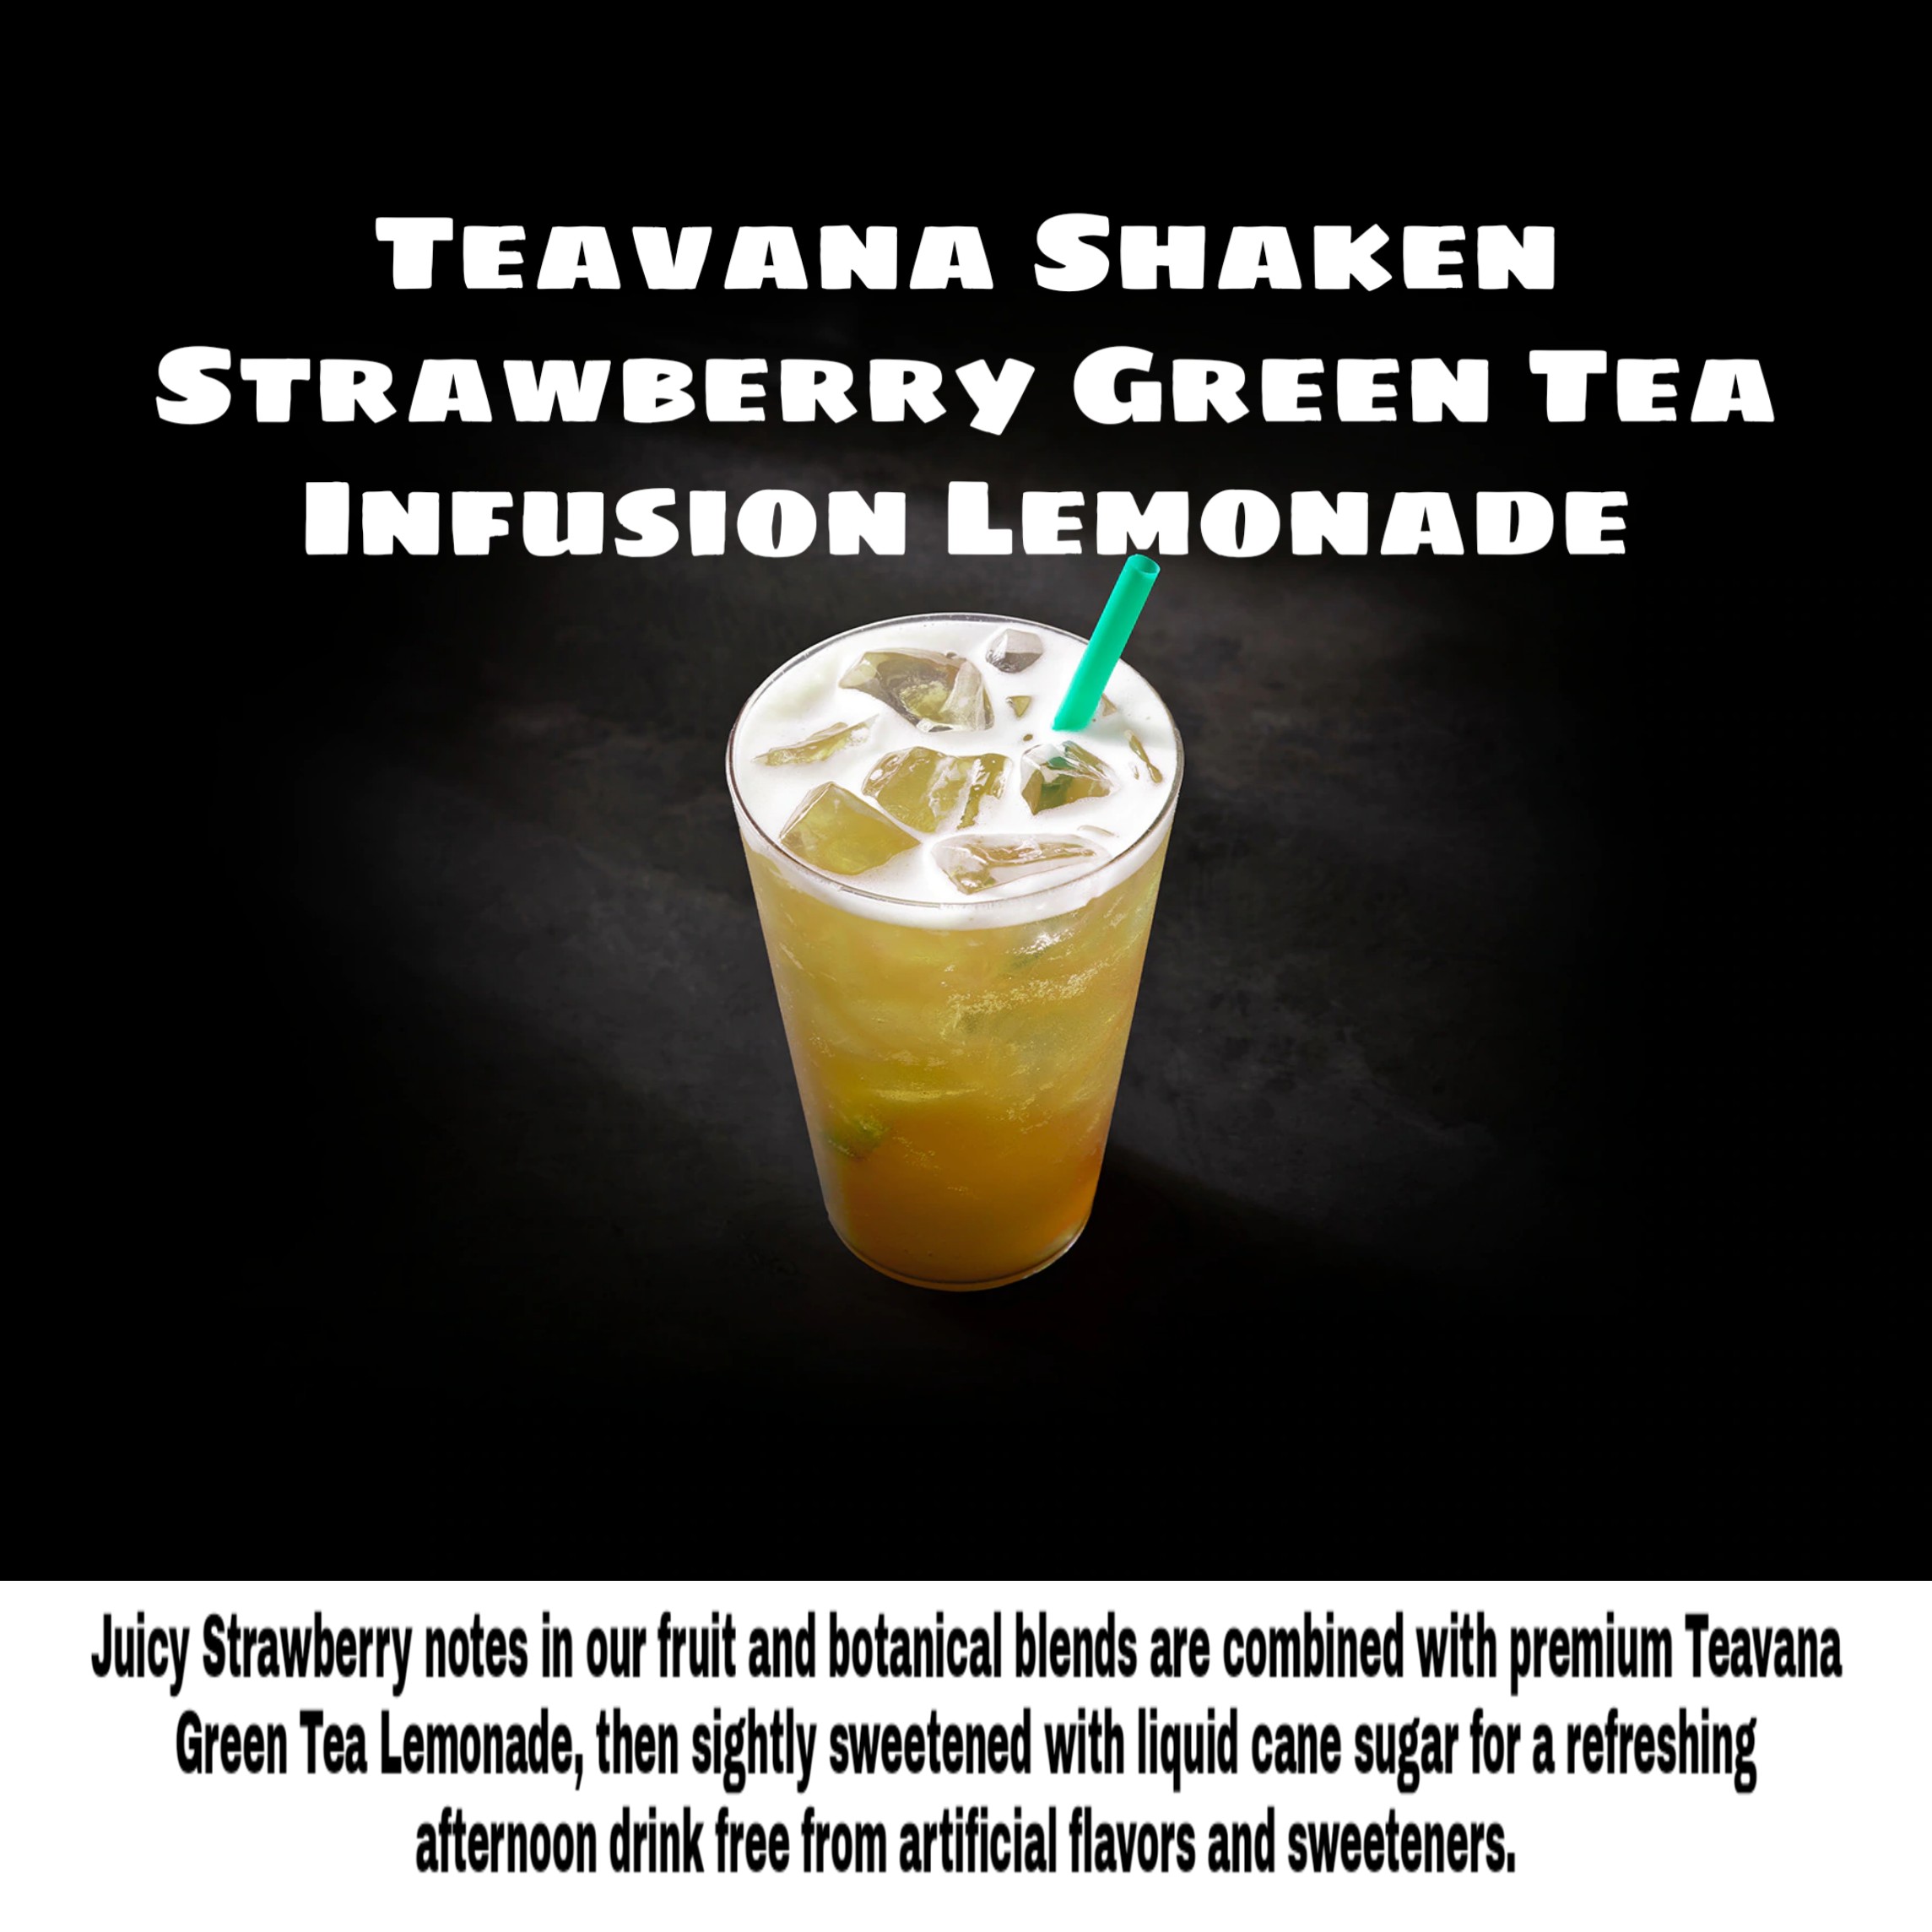 Teavana Shaken
Strawberry Green Tea
Infusion Lemonade
Juicy Strawberry notes in our fruit and botanical blends are combined with premium Teavana
Green Tea Lemonade, then sightly sweetened with liquid cane sugar for a refreshing
afternoon drink free from artificial flavors and sweeteners.